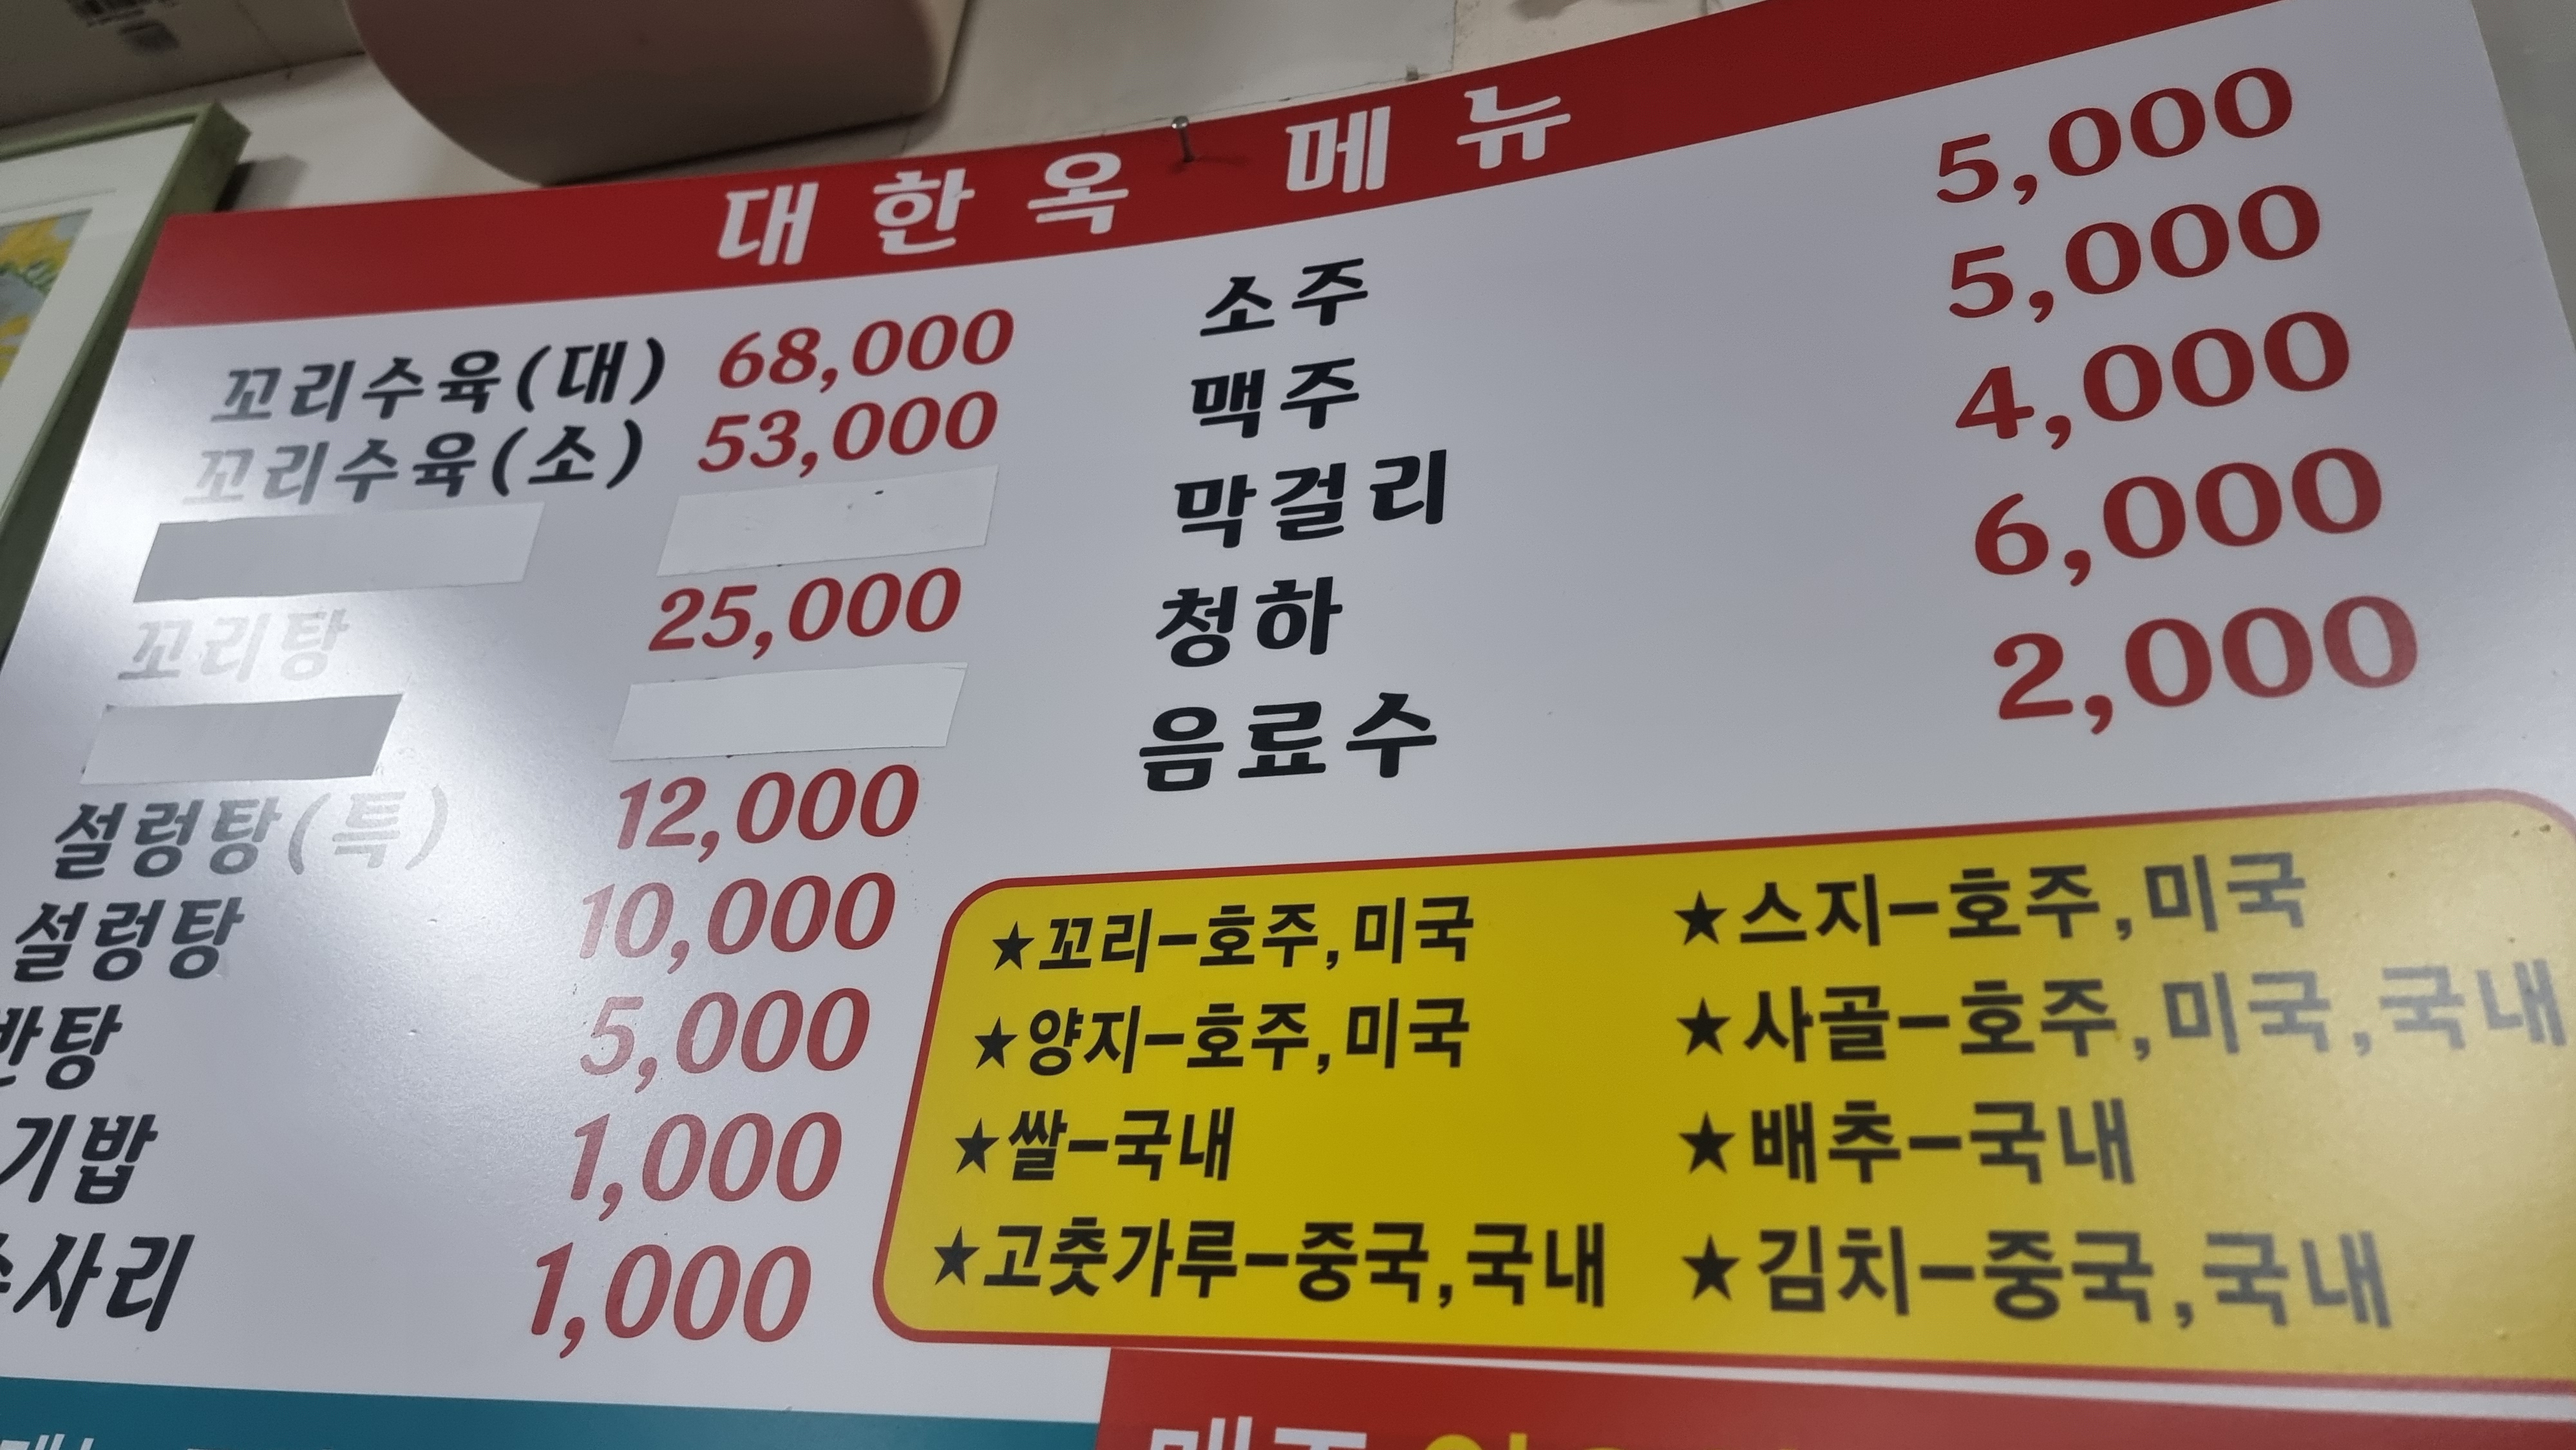 대한옥 메뉴
꼬리수육(대) 68,000
꼬리수육(소) 53,000
꼬리탕 25,000
설렁탕(특) 12,000
설렁탕 10,000
반탕 5,000
기밥 1,000
사리 1,000
소주 5,000
맥주 5,000
막걸리 4,000
청하 6,000
음료수 2,000
★꼬리-호주,미국 ★스지-호주,미국
★양지-호주,미국 ★사골-호주,미국,국내
★쌀-국내 ★배추-국내
★고춧가루-중국,국내 ★김치-중국,국내